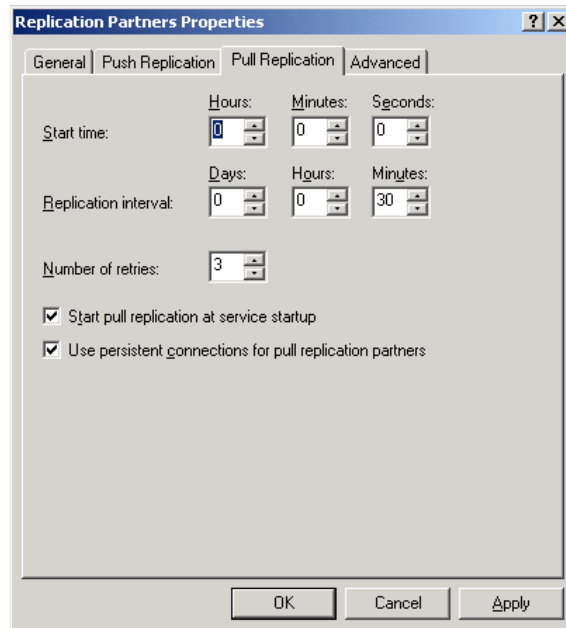 Replication Partners Properties
General Push Replication Pull Replication Advanced
Hours: Minutes: Seconds:
Start time: 0 0 0
Days: Hours: Minutes:
Replication interval: 0 0 30
Number of retries: 3
Start pull replication at service startup
Use persistent connections for pull replication partners
OK Cancel Apply